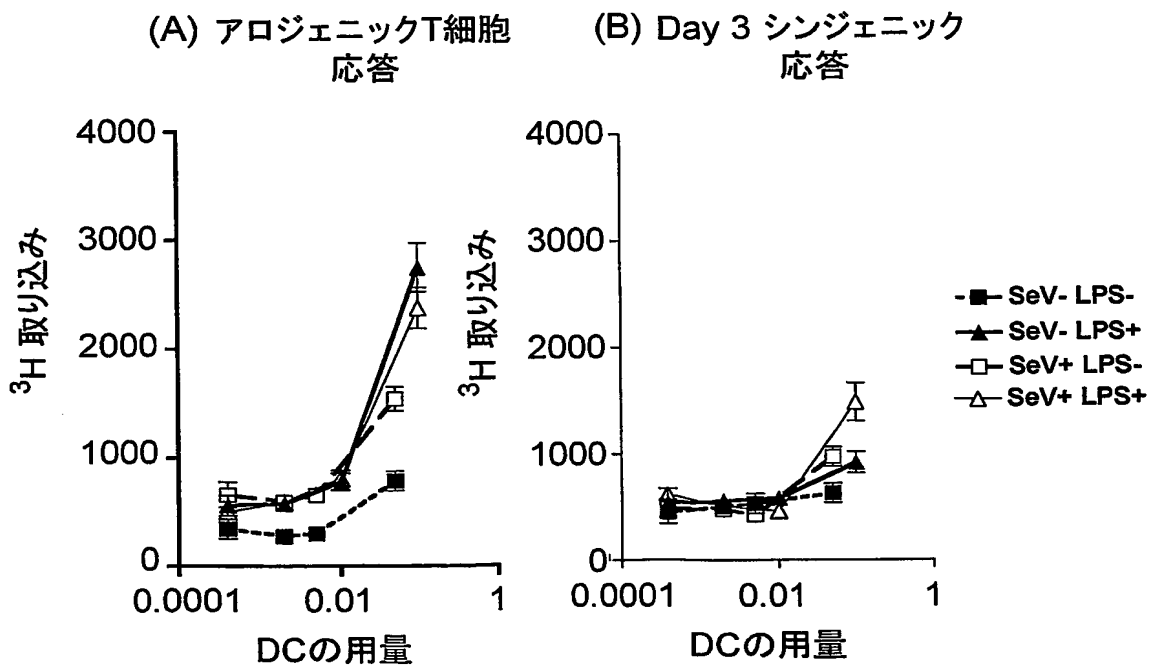 (A) アロジェニックT細胞
応答
4000
3000
2000
1000
0
0.0001
0.01
1
³H 取り込み
DCの用量
(B) Day 3 シンジェニック
応答
4000
3000
2000
1000
0
0.0001
0.01
1
³H 取り込み
DCの用量
SeV- LPS-
SeV- LPS+
SeV+ LPS-
SeV+ LPS+